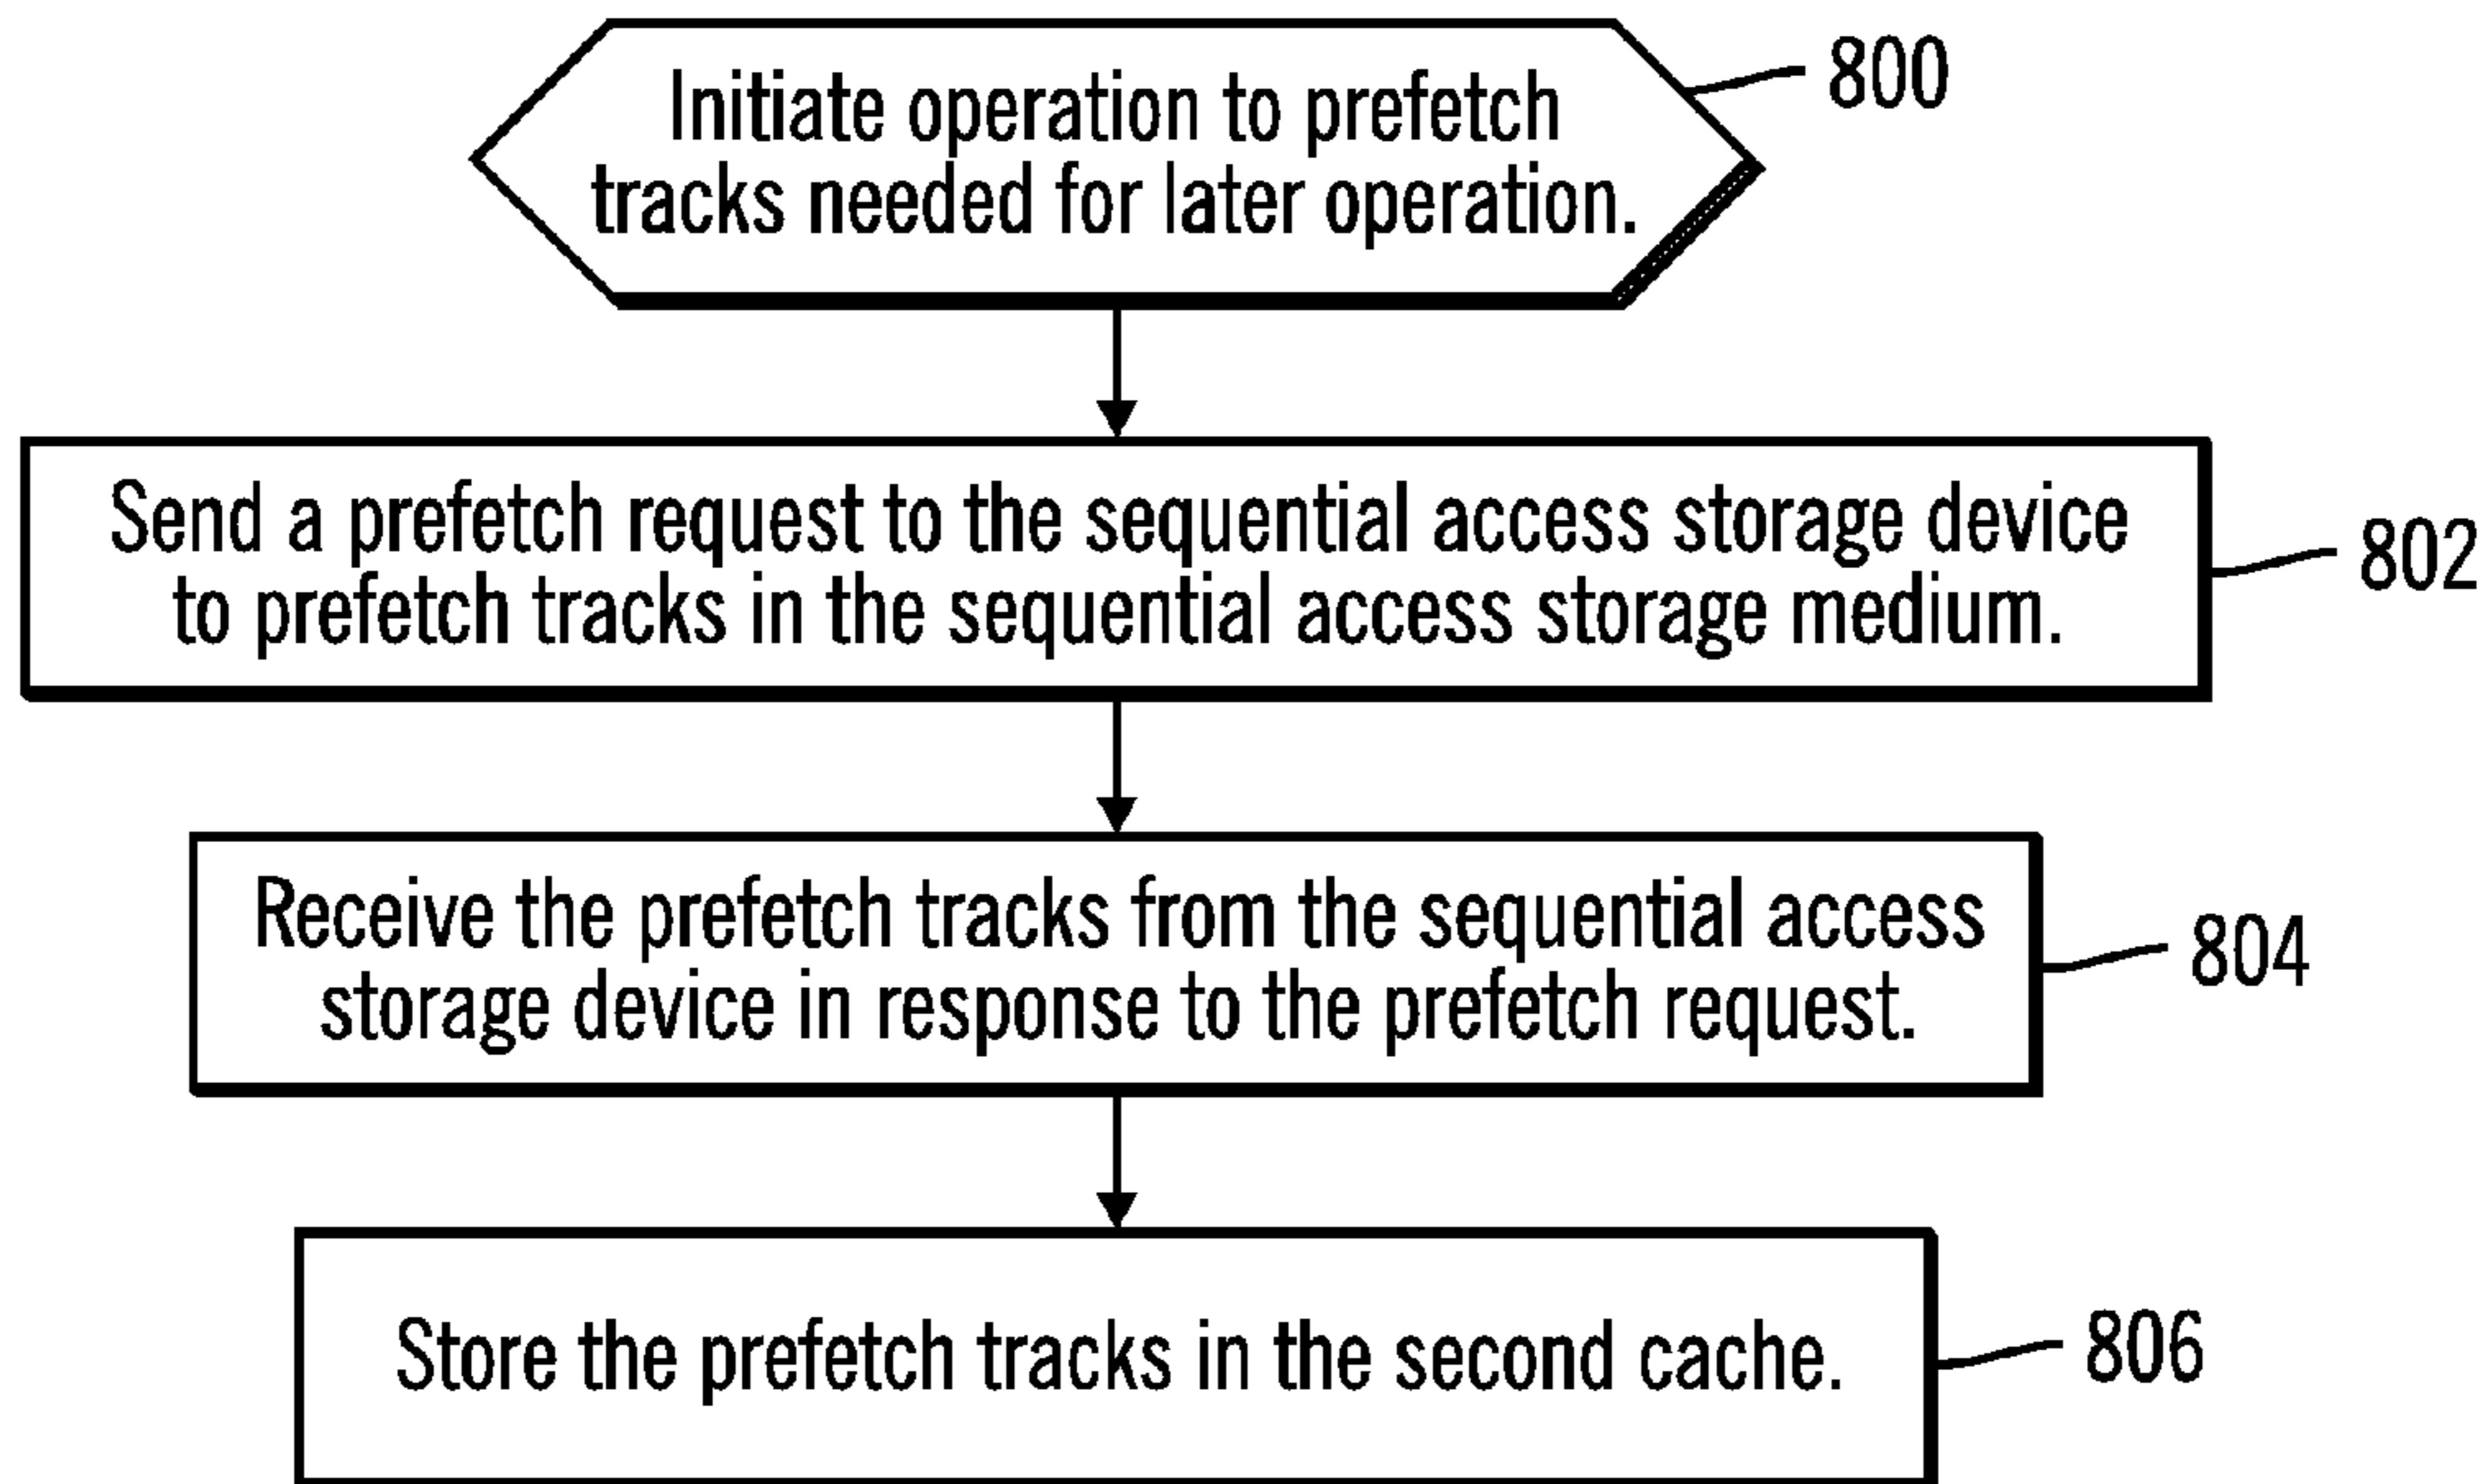 Initiate operation to prefetch
tracks needed for later operation.
800
Send a prefetch request to the sequential access storage device
to prefetch tracks in the sequential access storage medium.
802
Receive the prefetch tracks from the sequential access
storage device in response to the prefetch request.
804
Store the prefetch tracks in the second cache.
806